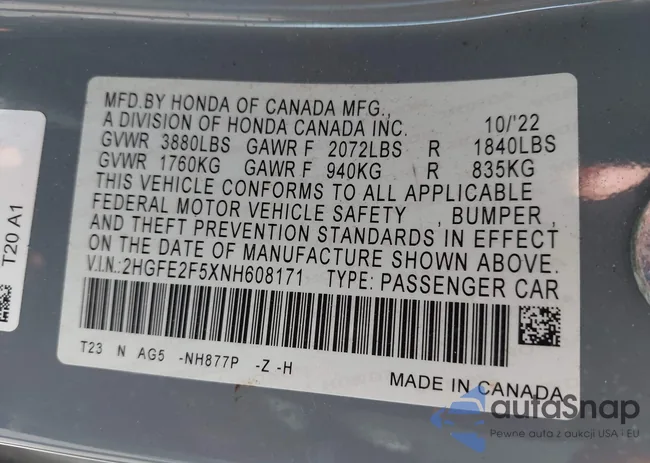 MFD.BY HONDA OF CANADA MFG.,
A DIVISION OF HONDA CANADA INC. 10/'22
GVWR 3880LBS GAWR F 2072LBS R 1840LBS
GVWR 1760KG GAWR F 940KG R 835KG
THIS VEHICLE CONFORMS TO ALL APPLICABLE
FEDERAL MOTOR VEHICLE SAFETY , BUMPER ,
AND THEFT PREVENTION STANDARDS IN EFFECT
ON THE DATE OF MANUFACTURE SHOWN ABOVE.
V.I.N.:2HGFE2F5XNH608171 TYPE: PASSENGER CAR
T23 N AG5 -NH877P -Z -H
MADE IN CANADA
T20 A1
autoSnap
Pewne auta z aukcji USA i EU